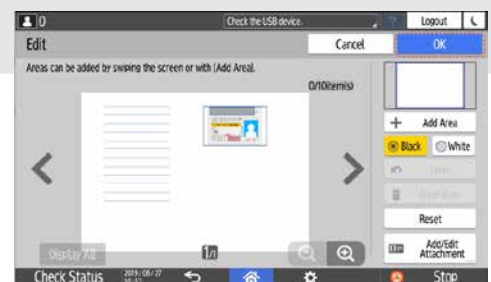 0 Check the USB device. Logout
Edit Cancel OK
Areas can be added by swiping the screen or with [Add Area].
0/10item(s)
Add Area
Black White
Reset
Display All 1/1 Add/Edit
Attachment
Check Status 2019/08/27 Stop